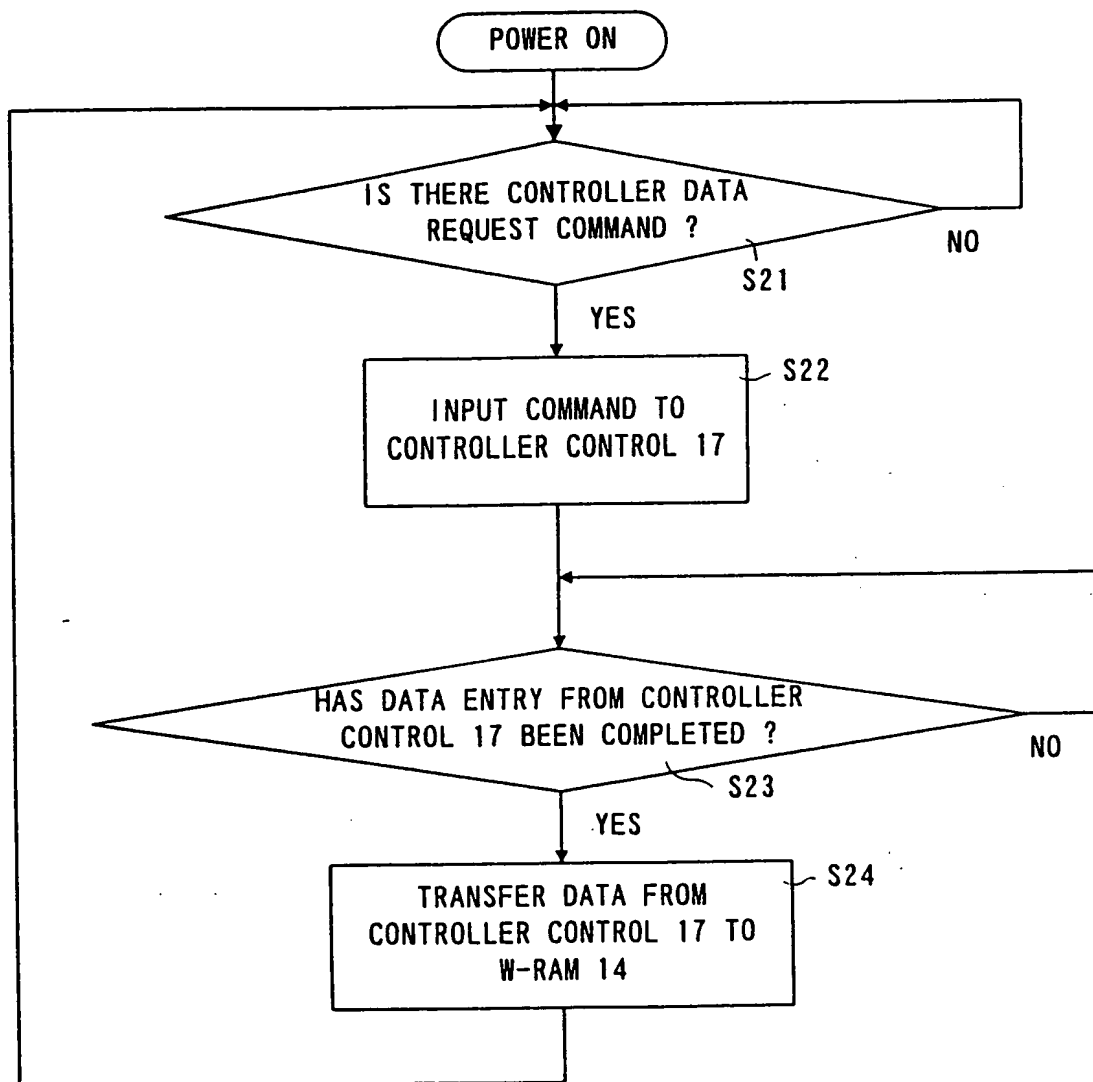 POWER ON
IS THERE CONTROLLER DATA
REQUEST COMMAND ?
NO
S21
YES
S22
INPUT COMMAND TO
CONTROLLER CONTROL 17
HAS DATA ENTRY FROM CONTROLLER
CONTROL 17 BEEN COMPLETED ?
NO
S23
YES
S24
TRANSFER DATA FROM
CONTROLLER CONTROL 17 TO
W-RAM 14